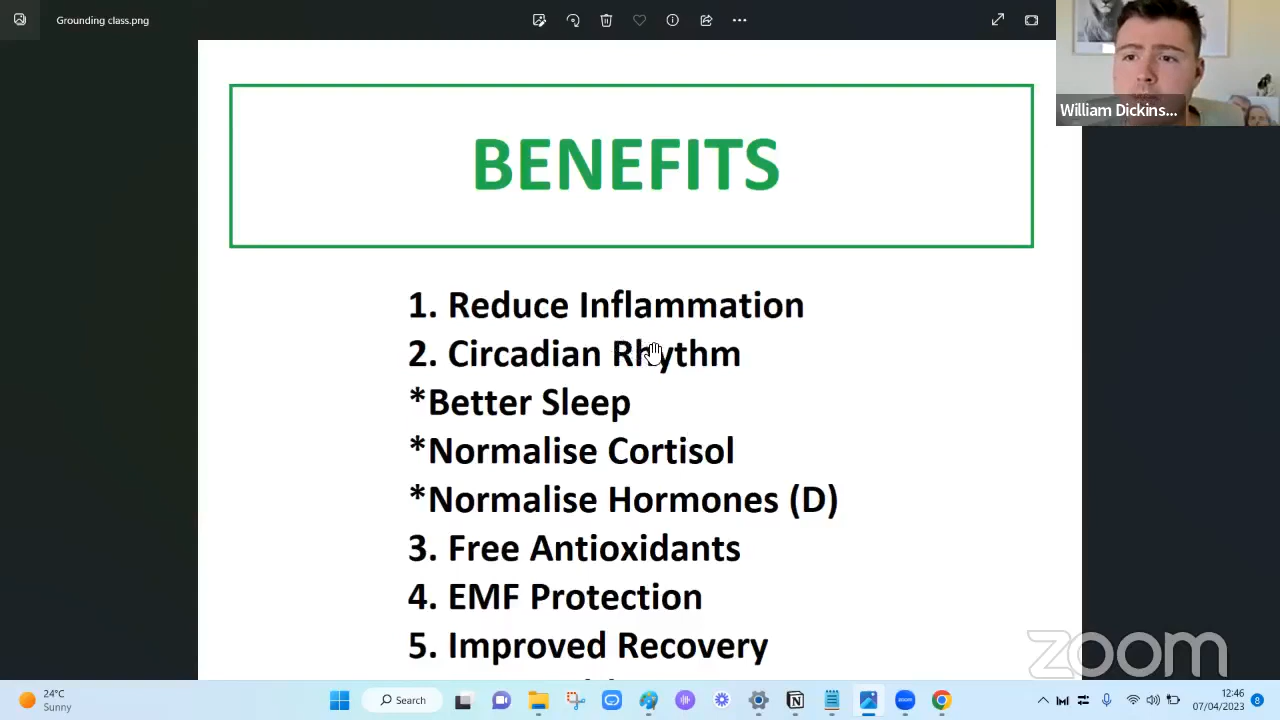 Grounding class.png
William Dickins...
BENEFITS
1. Reduce Inflammation
2. Circadian Rhythm
*Better Sleep
*Normalise Cortisol
*Normalise Hormones (D)
3. Free Antioxidants
4. EMF Protection
5. Improved Recovery
zoom
24°C
Sunny
Search
12:46
07/04/2023
8